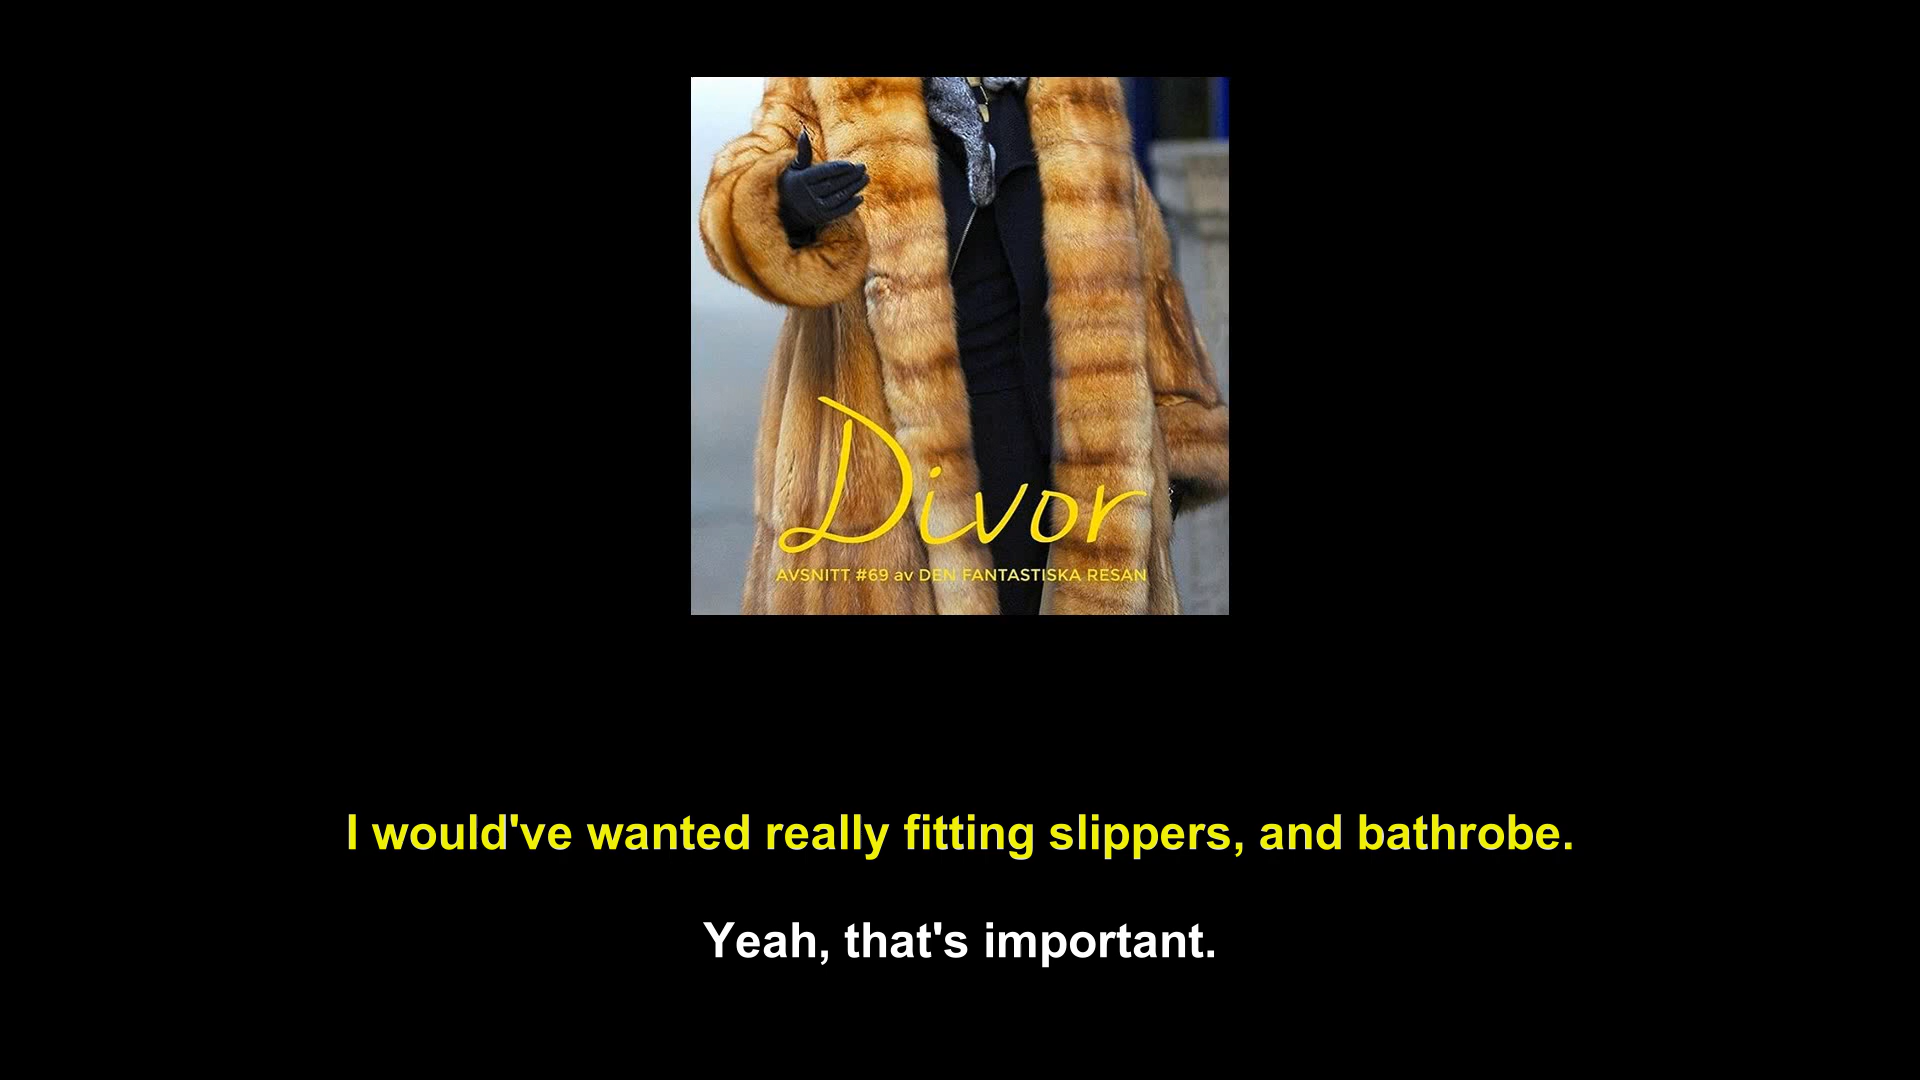 Divor
AVSNITT #69 av DEN FANTASTISKA RESAN
I would've wanted really fitting slippers, and bathrobe.
Yeah, that's important.